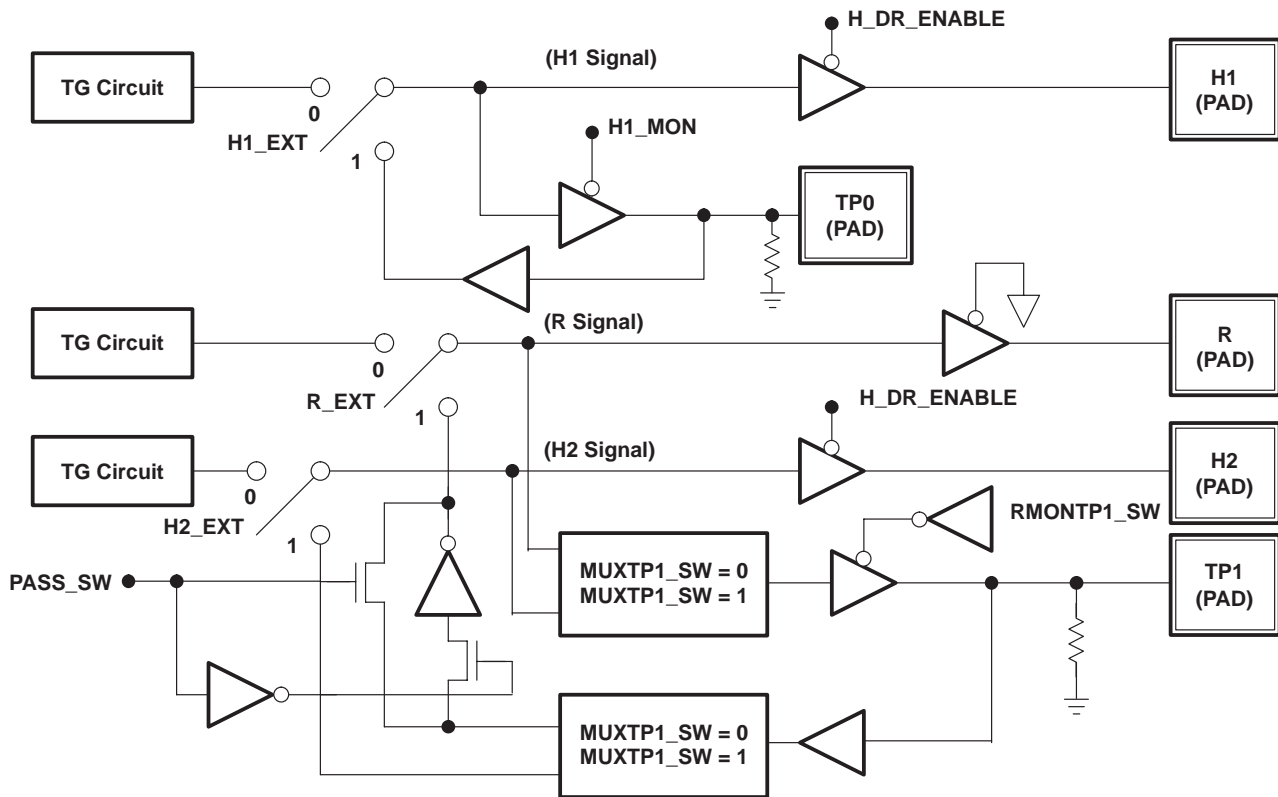 H_DR_ENABLE
TG Circuit
(H1 Signal)
H1
(PAD)
0
H1_EXT
1
H1_MON
TP0
(PAD)
TG Circuit
(R Signal)
R
(PAD)
0
R_EXT
1
H_DR_ENABLE
TG Circuit
(H2 Signal)
H2
(PAD)
0
H2_EXT
1
RMONTP1_SW
PASS_SW
MUXTP1_SW = 0
MUXTP1_SW = 1
TP1
(PAD)
MUXTP1_SW = 0
MUXTP1_SW = 1